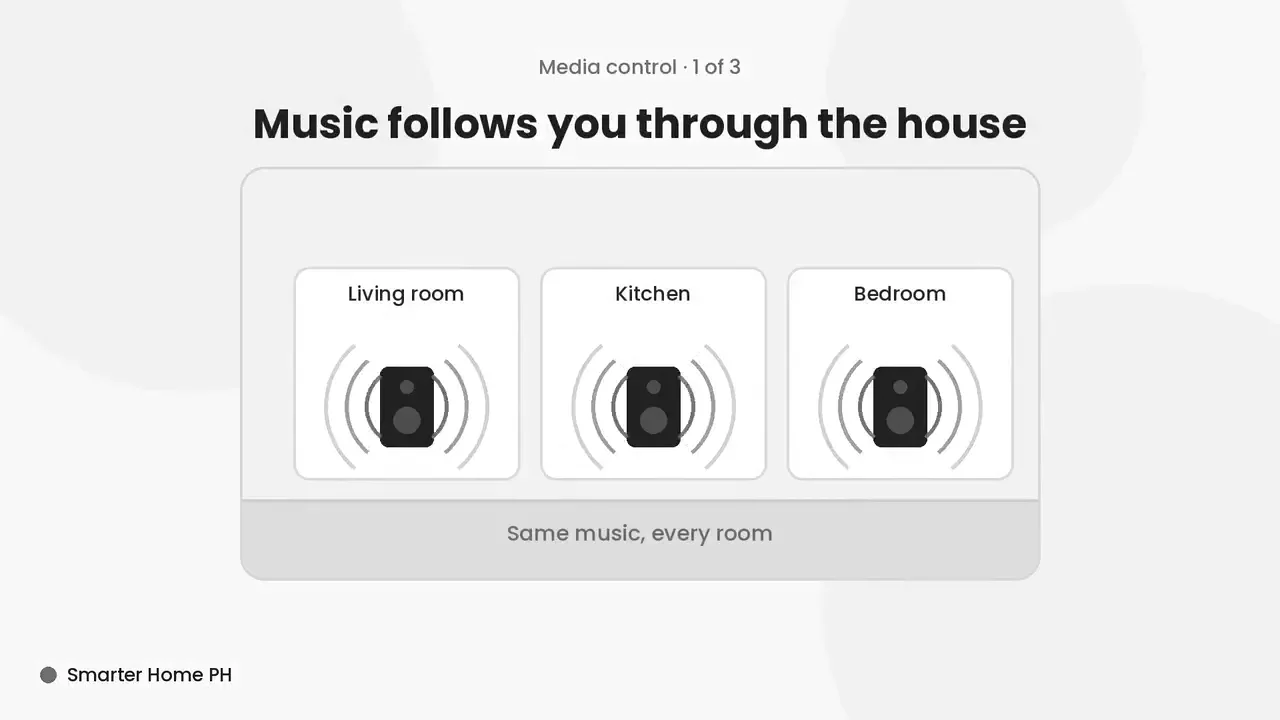 Media control · 1 of 3
Music follows you through the house
Living room
Kitchen
Bedroom
Same music, every room
Smarter Home PH